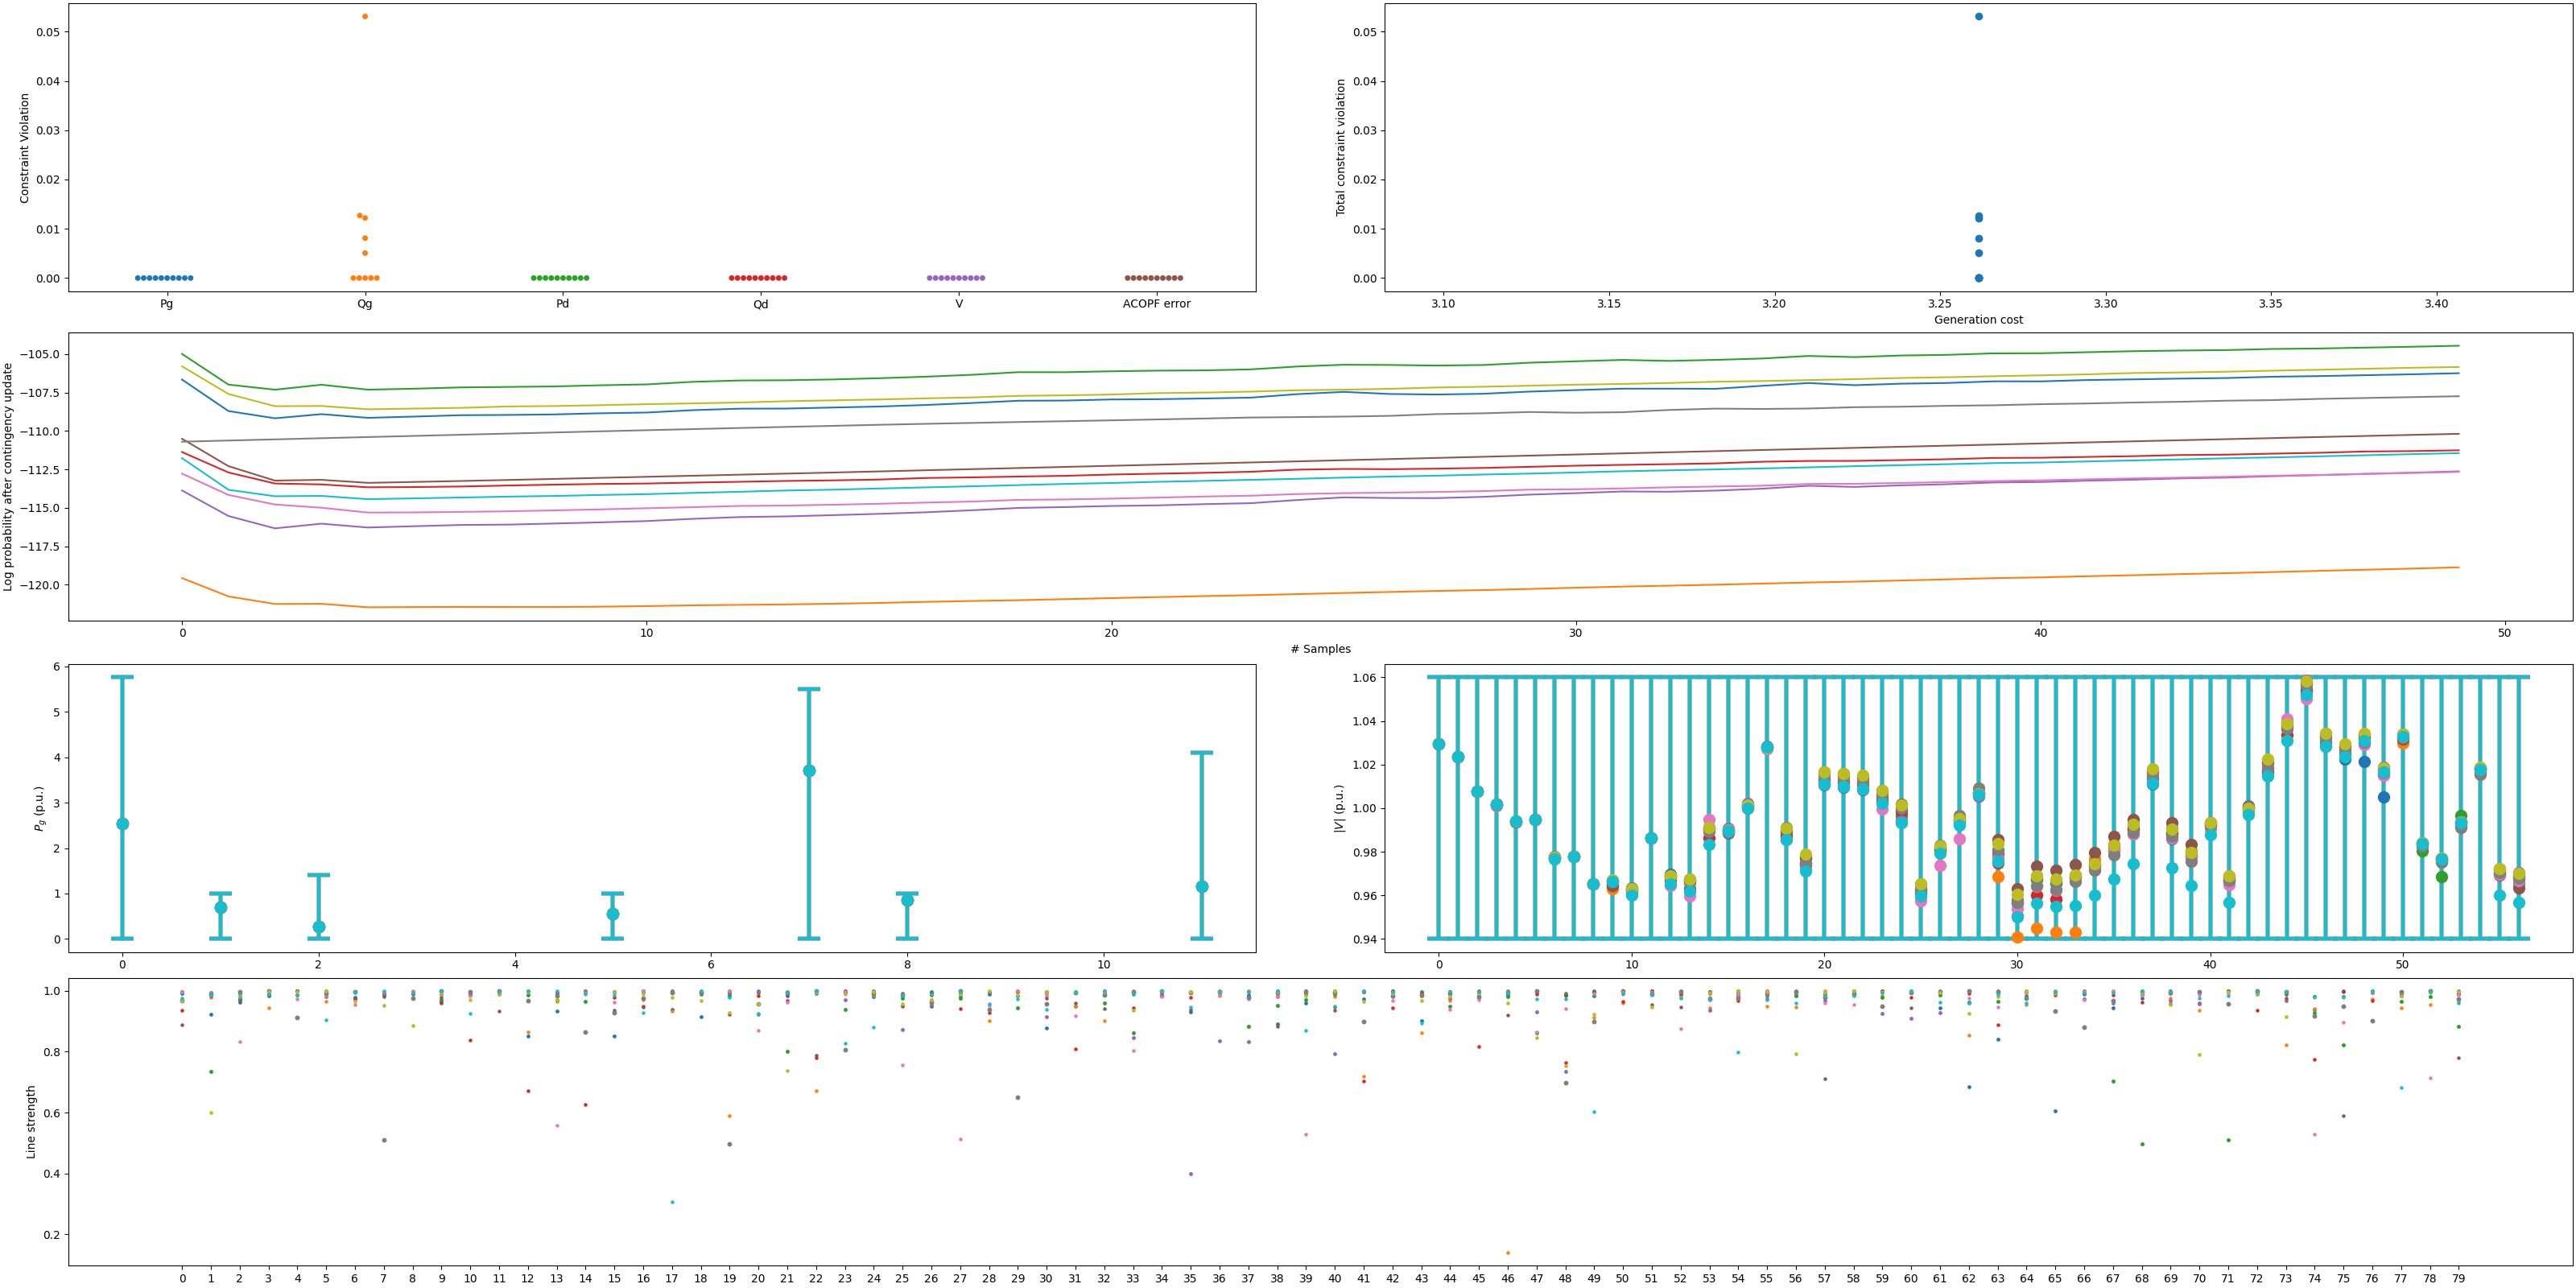 0.05
0.04
0.03
0.02
0.01
0.00
Constraint Violation
Pg Qg Pd Qd V ACOPF error
0.05
0.04
0.03
0.02
0.01
0.00
Total constraint violation
3.10 3.15 3.20 3.25 3.30 3.35 3.40
Generation cost
−105.0
−107.5
−110.0
−112.5
−115.0
−117.5
−120.0
Log probability after contingency update
0 10 20 30 40 50
# Samples
6
5
4
3
2
1
0
P_g (p.u.)
0 2 4 6 8 10
1.06
1.04
1.02
1.00
0.98
0.96
0.94
|V| (p.u.)
0 10 20 30 40 50
1.0
0.8
0.6
0.4
0.2
Line strength
0 1 2 3 4 5 6 7 8 9 10 11 12 13 14 15 16 17 18 19 20 21 22 23 24 25 26 27 28 29 30 31 32 33 34 35 36 37 38 39 40 41 42 43 44 45 46 47 48 49 50 51 52 53 54 55 56 57 58 59 60 61 62 63 64 65 66 67 68 69 70 71 72 73 74 75 76 77 78 79